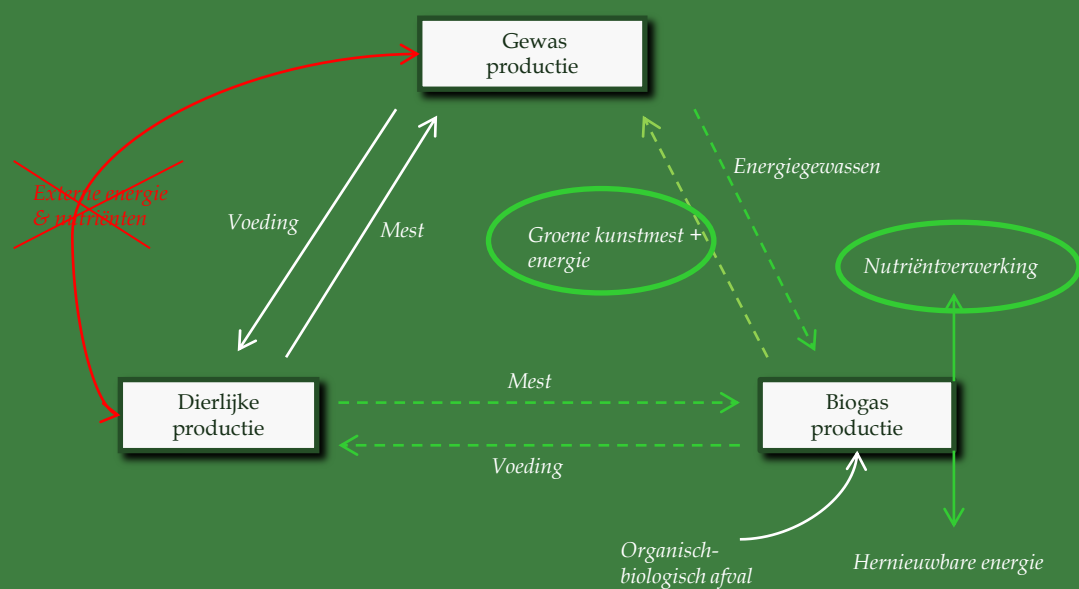 Gewas
productie
Energiegewassen
Externe energie
& nutriënten
Voeding
Mest
Groene kunstmest +
energie
Nutriëntverwerking
Mest
Dierlijke
productie
Biogas
productie
Voeding
Organisch-
biologisch afval
Hernieuwbare energie